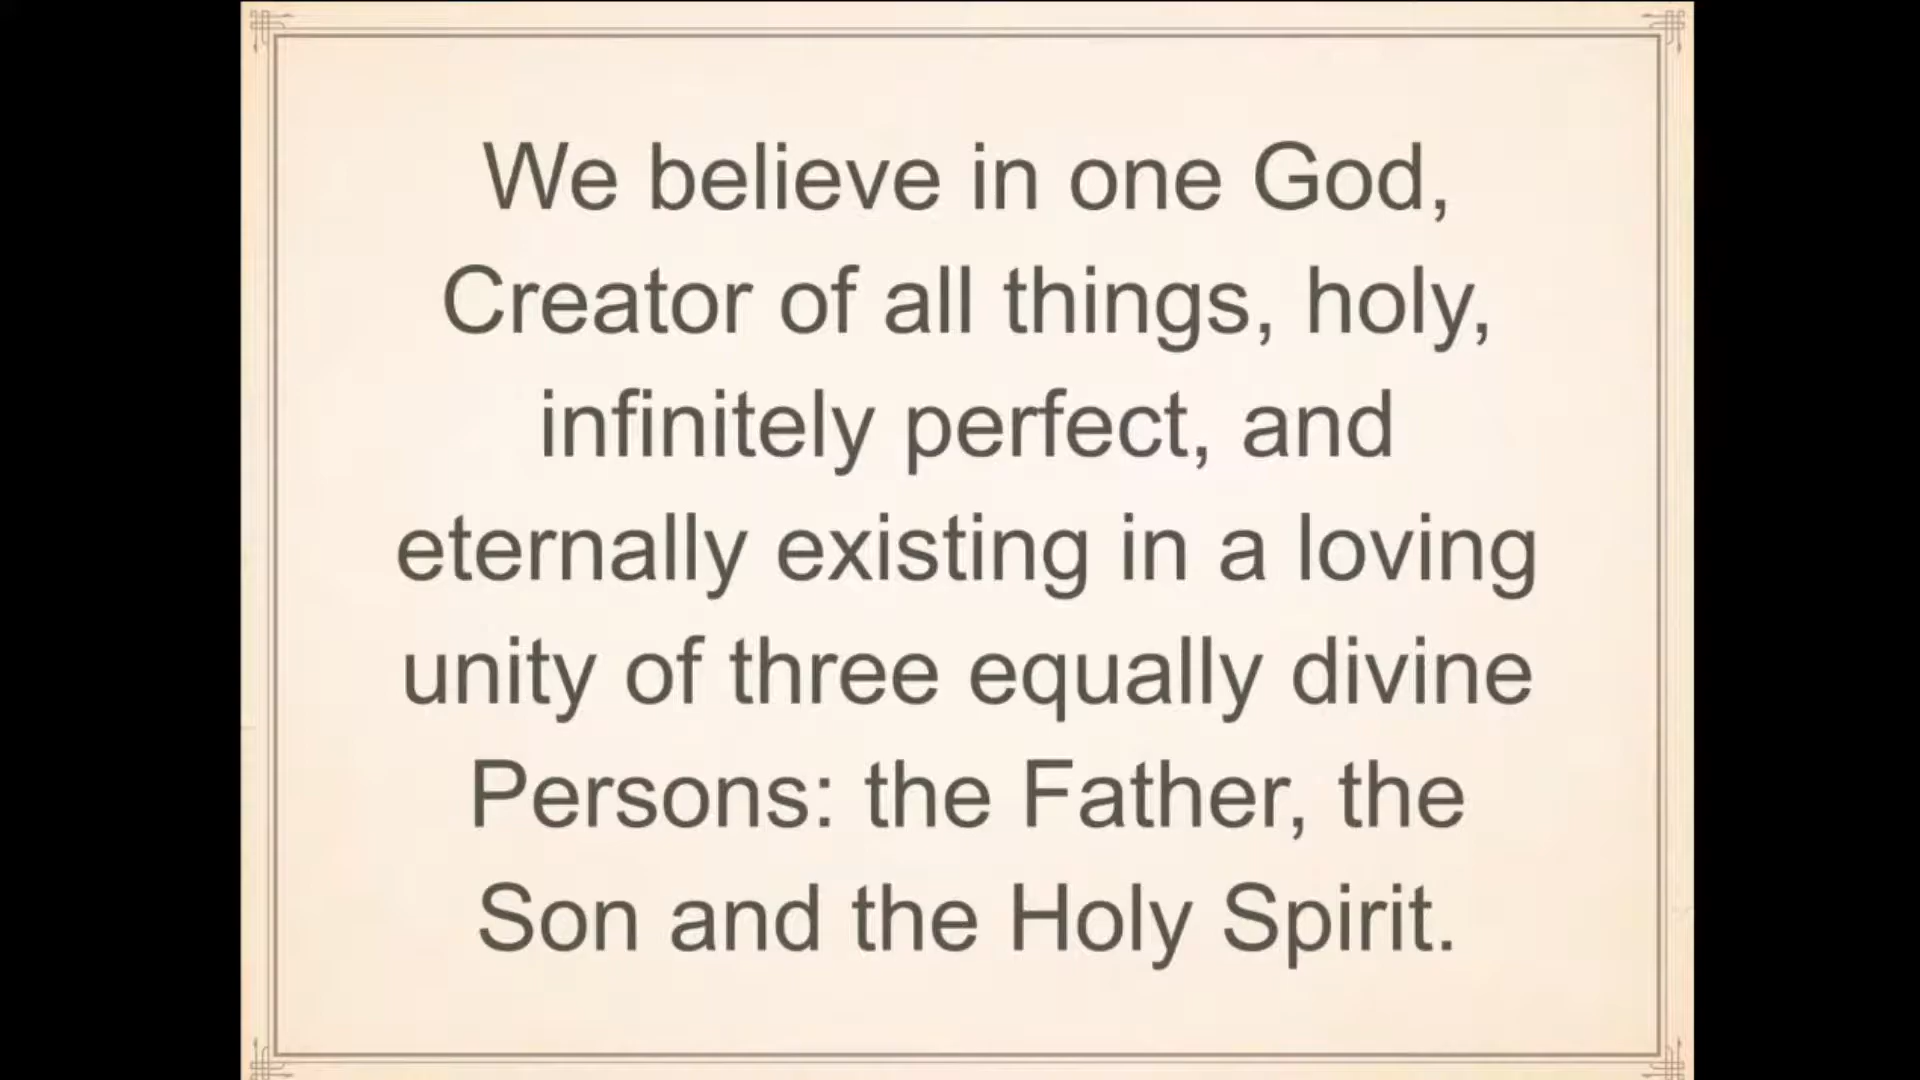 We believe in one God,
Creator of all things, holy,
infinitely perfect, and
eternally existing in a loving
unity of three equally divine
Persons: the Father, the
Son and the Holy Spirit.